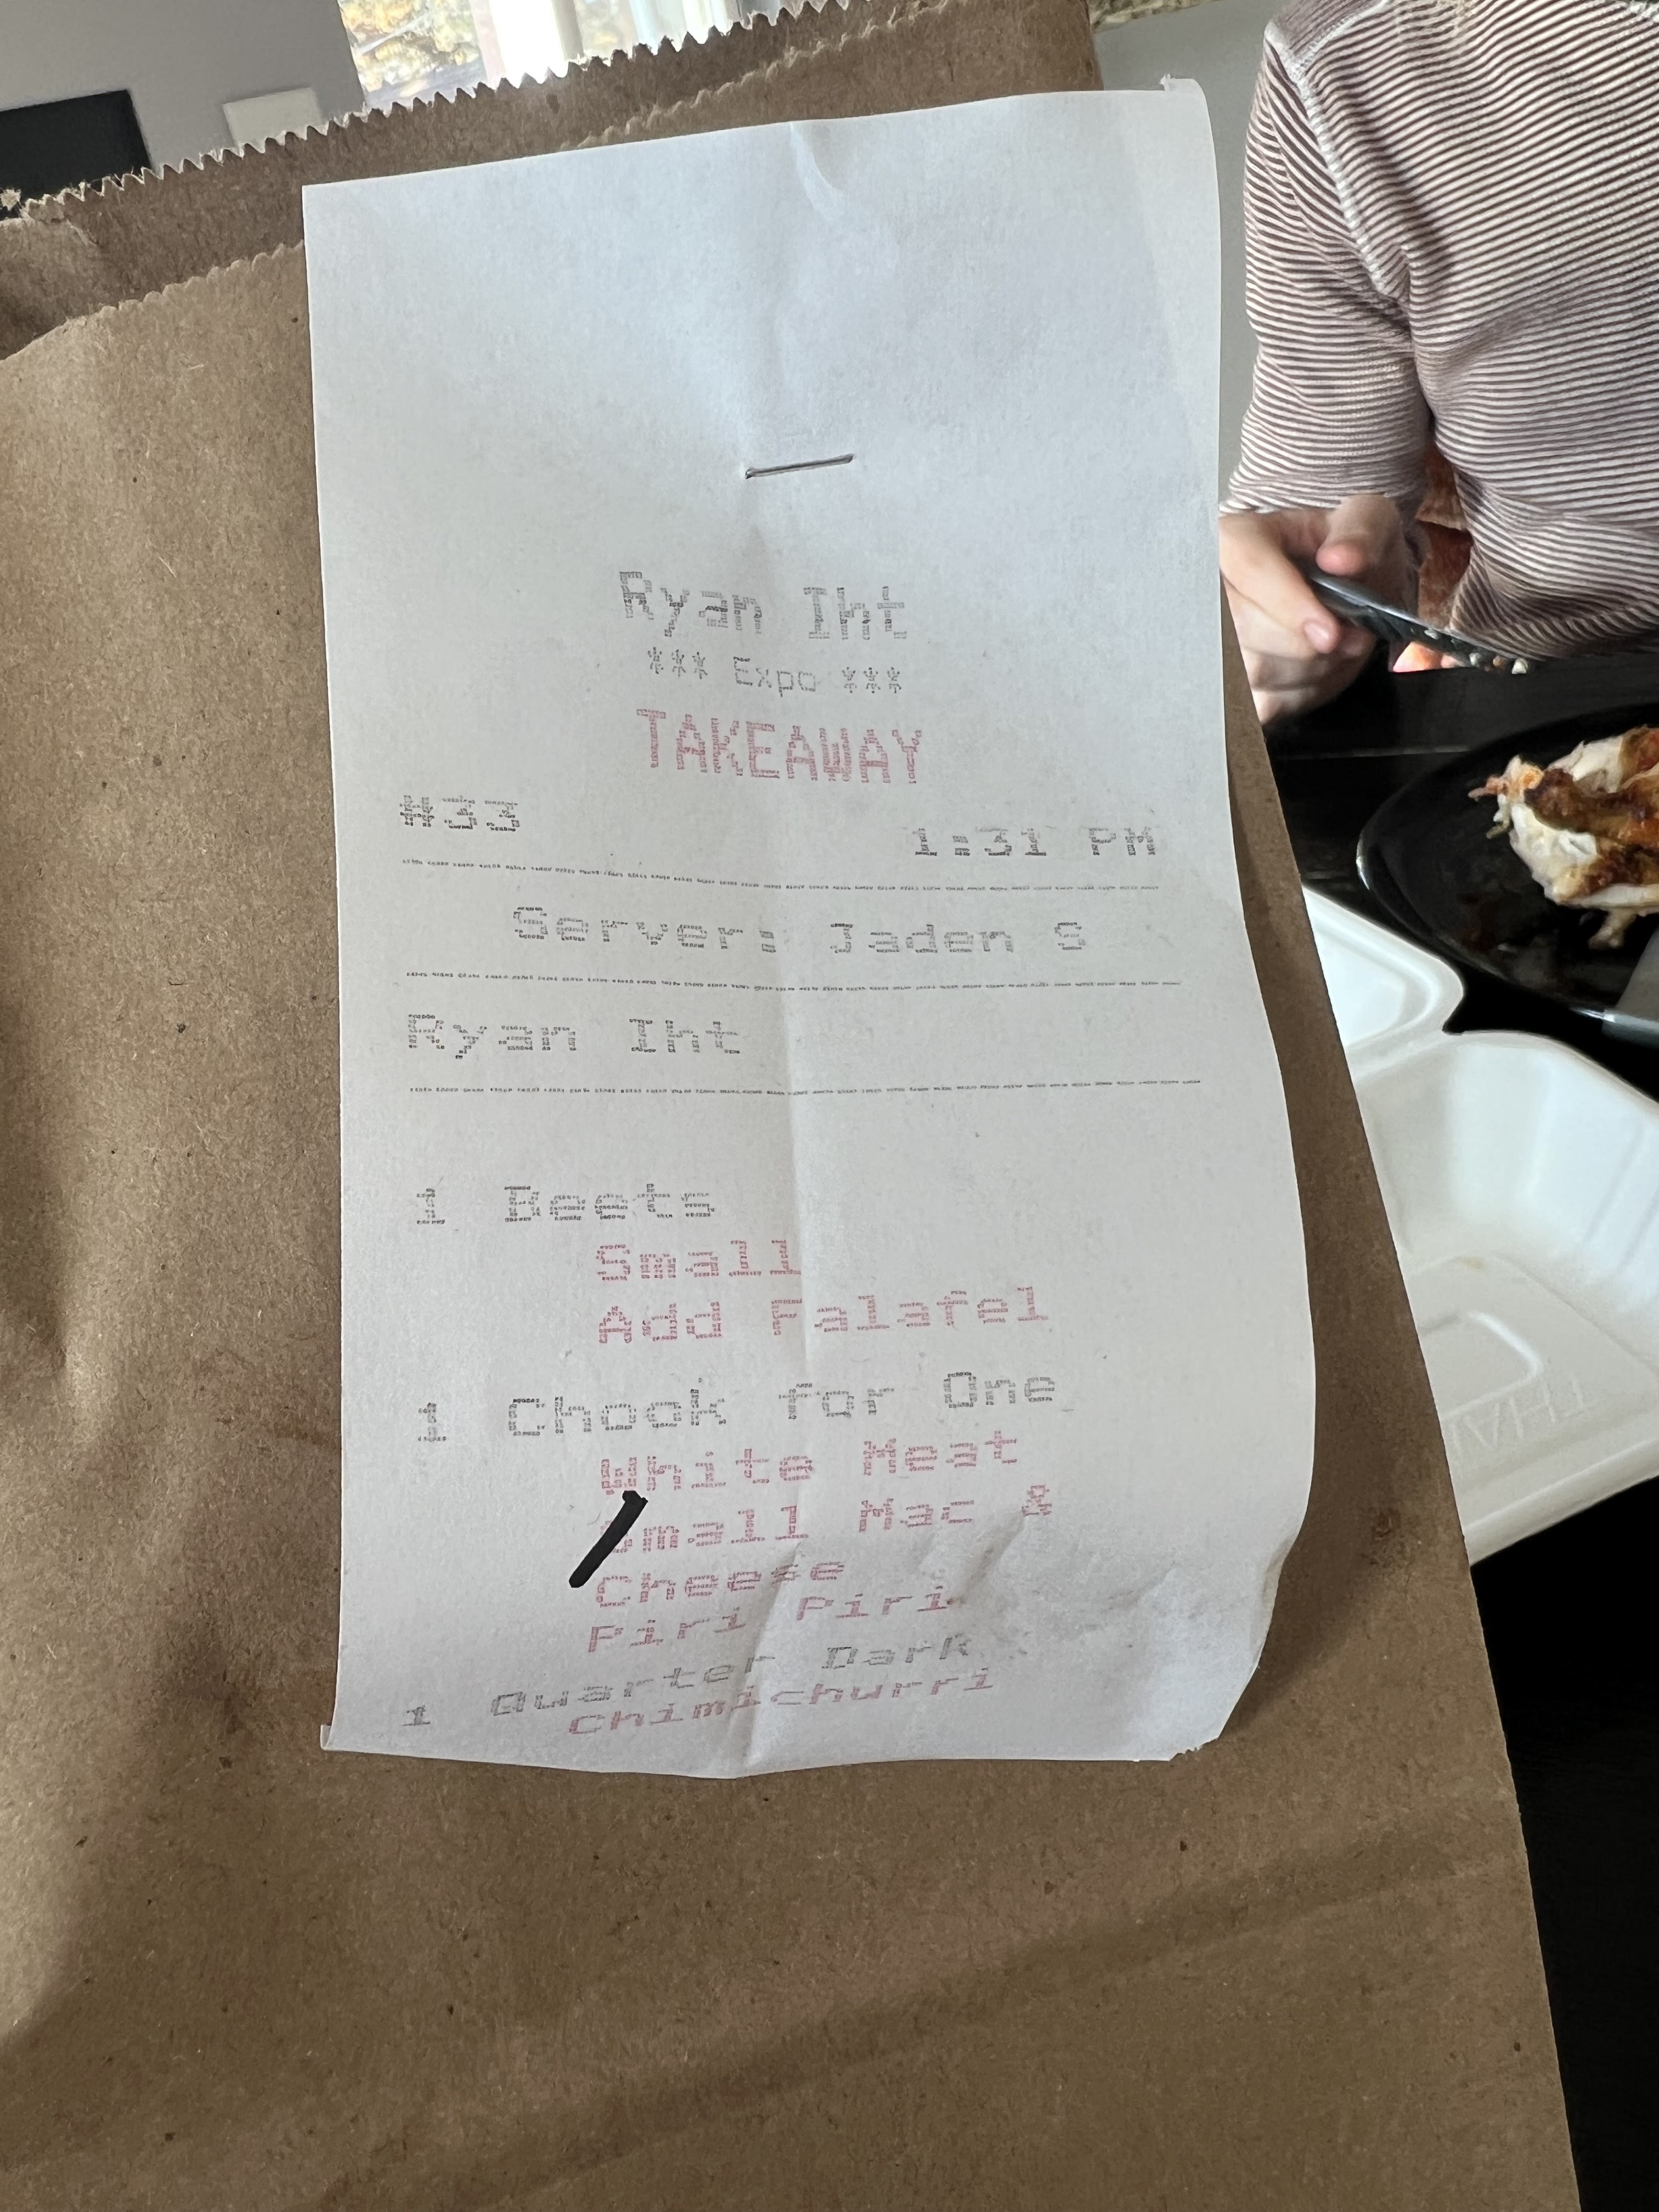 Ryan Int
*** Expo ***
TAKEAWAY
#33
1:31 PM
Server: Jaden S
Ryan Int
1 Beets
Small
Add Falafel
1 Chook for One
White Meat
Small Mac N
Cheese
Piri Piri
1 Quarter Dark
Chimichurri